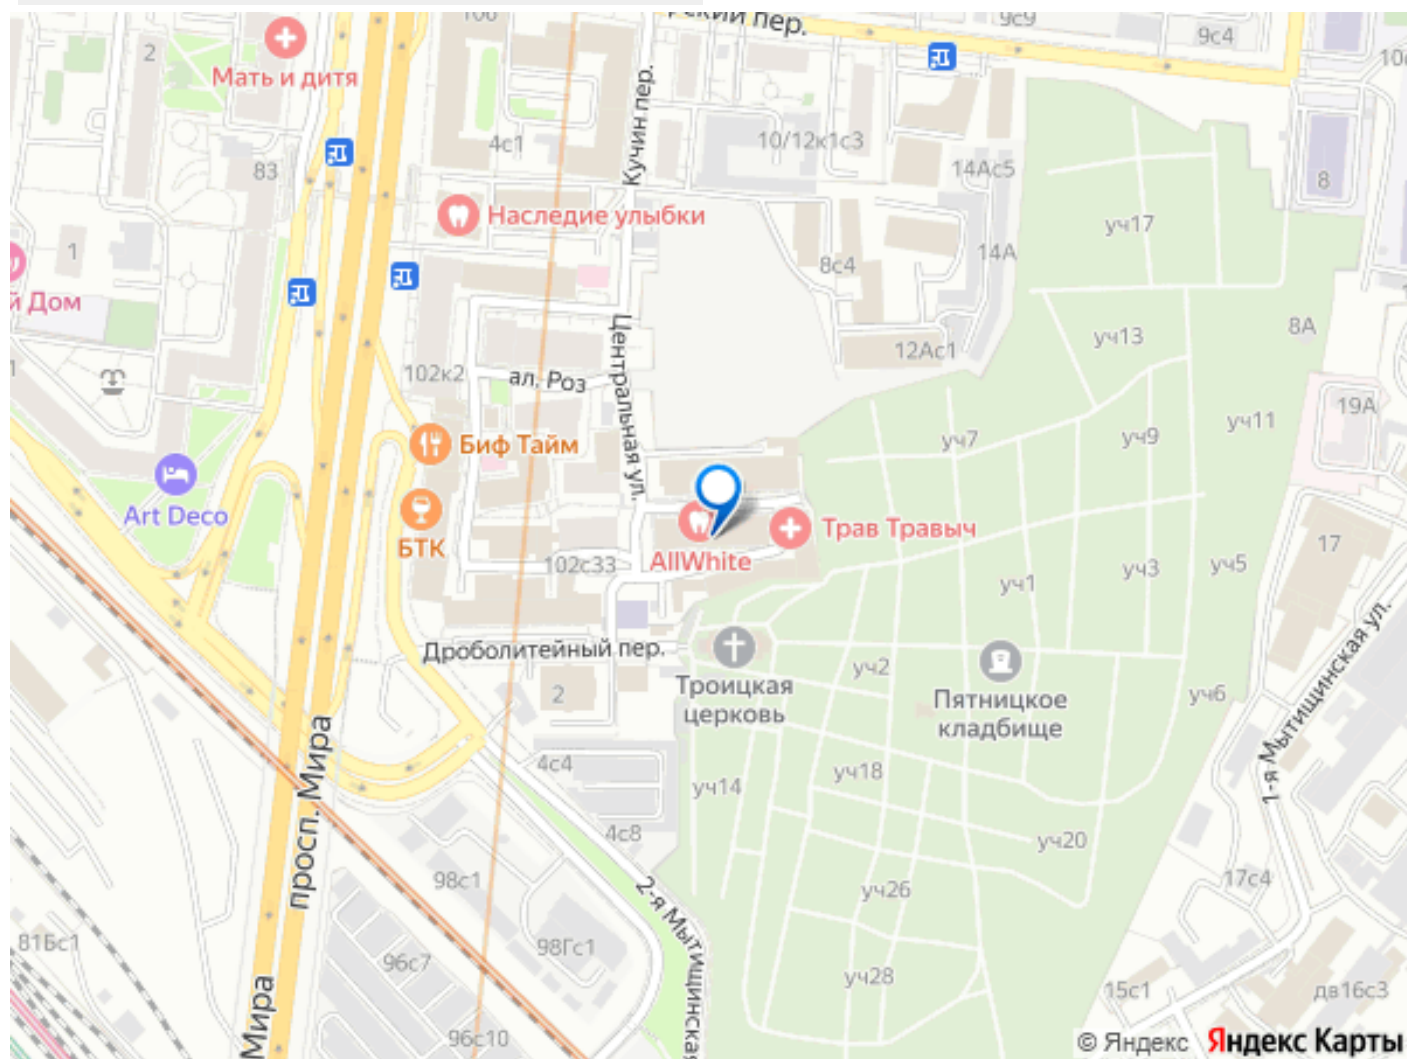 100
ский пер.
9с9
9с4
2
Мать и дитя
Кучин пер.
4с1
10/12к1с3
14Ас5
83
8
Наследие улыбки
уч17
1
8с4
14А
й Дом
Центральная ул.
8А
12Ас1
уч13
102к2
ал. Роз
19А
уч11
Биф Тайм
уч7
уч9
Art Deco
БТК
AllWhite
Трав Травыч
17
102с33
уч1
уч3
уч5
Дроболитейный пер.
Троицкая
церковь
уч2
Пятницкое
кладбище
уч6
2
1-я Мытищинская ул.
просп. Мира
4с4
уч14
уч18
4с8
уч20
98с1
2-я Мытищинская
уч26
17с4
81Бс1
96с7
98Гс1
уч28
15с1
дв16с3
Мира
96с10
© Яндекс Яндекс Карты